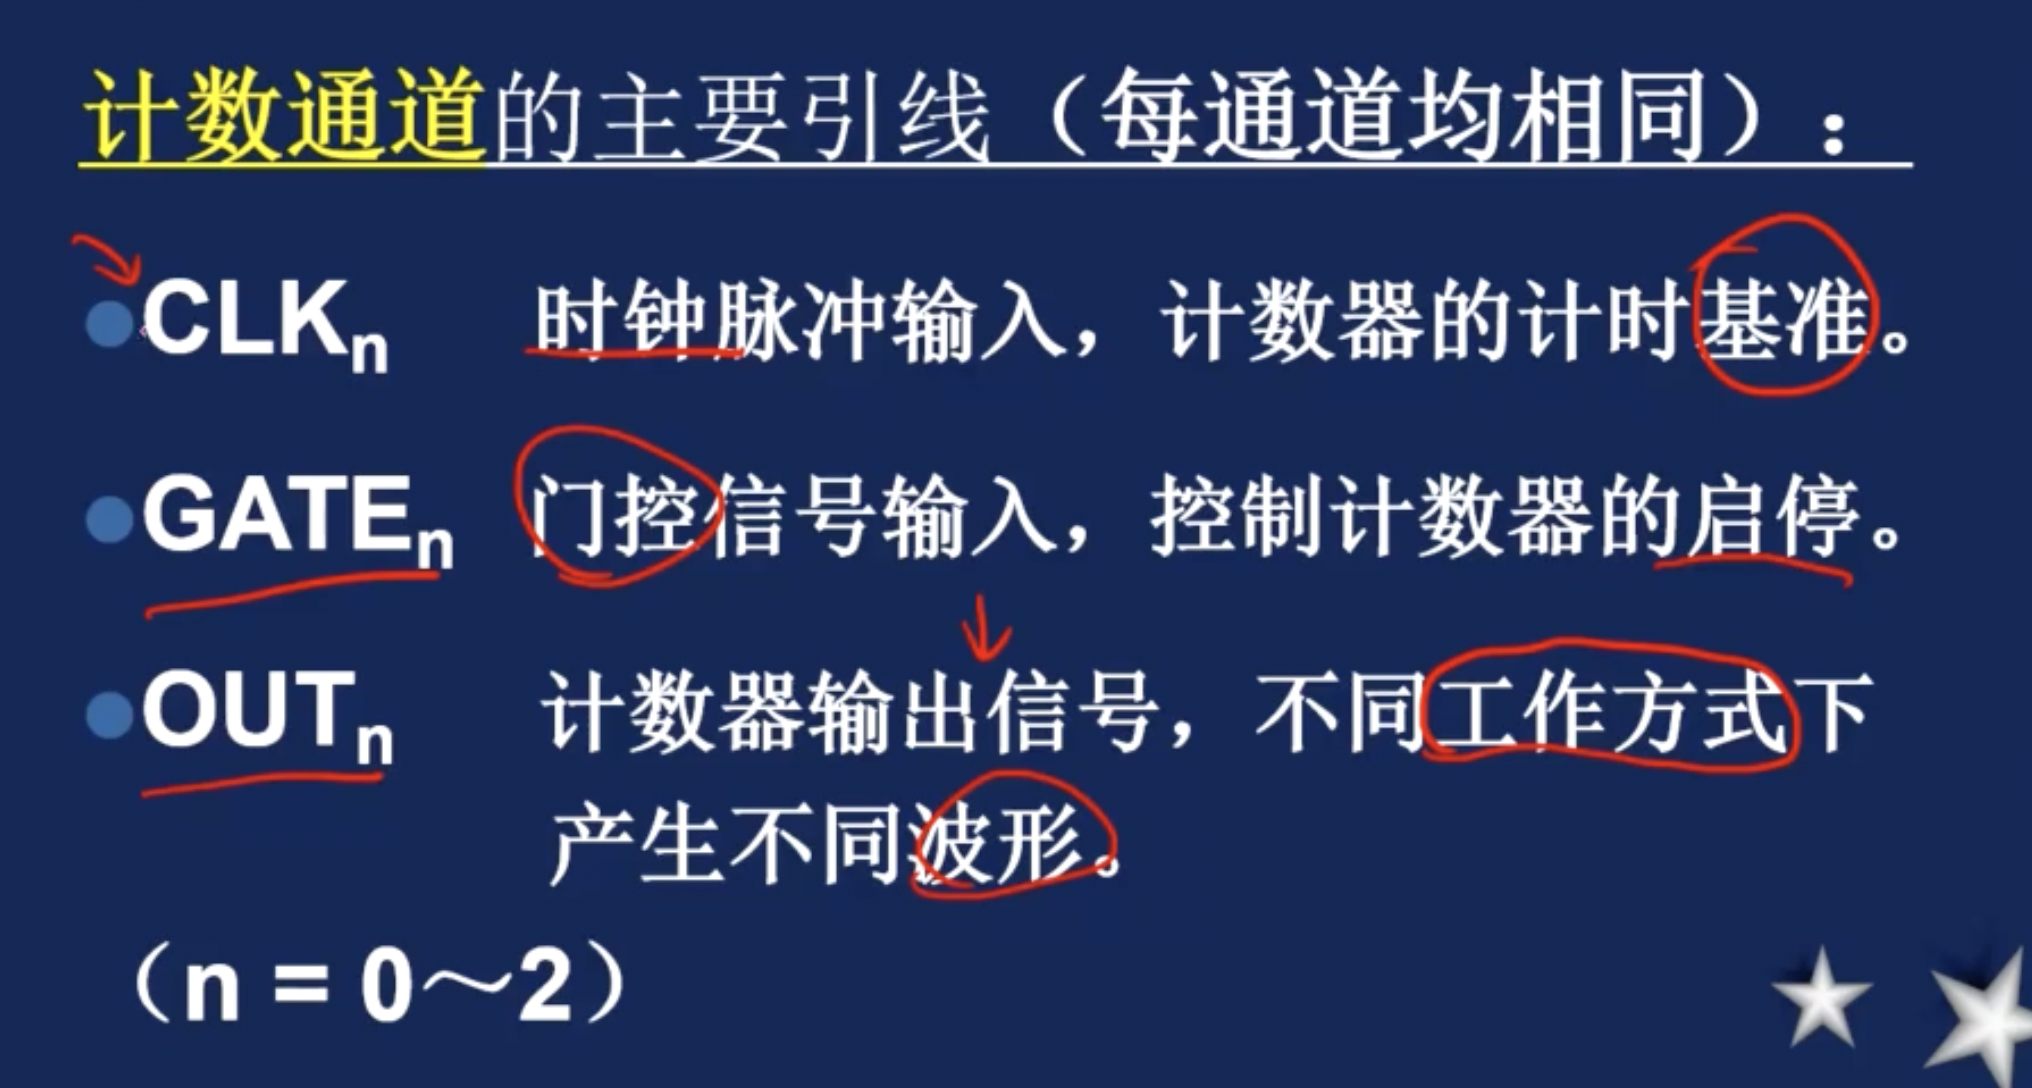 计数通道的主要引线（每通道均相同）：
CLKn 时钟脉冲输入，计数器的计时基准。
GATEn 门控信号输入，控制计数器的启停。
OUTn 计数器输出信号，不同工作方式下
产生不同波形。
（n = 0～2）